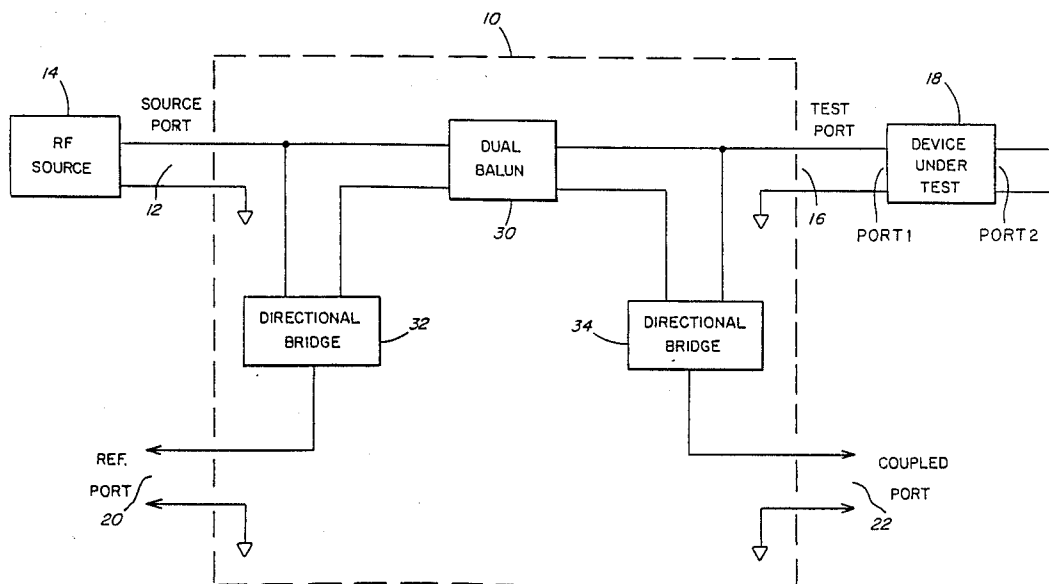 10
14
RF
SOURCE
SOURCE
PORT
12
DUAL
BALUN
30
TEST
PORT
16
18
DEVICE
UNDER
TEST
PORT 1
PORT 2
DIRECTIONAL
BRIDGE
32
34
DIRECTIONAL
BRIDGE
REF.
PORT
20
COUPLED
PORT
22